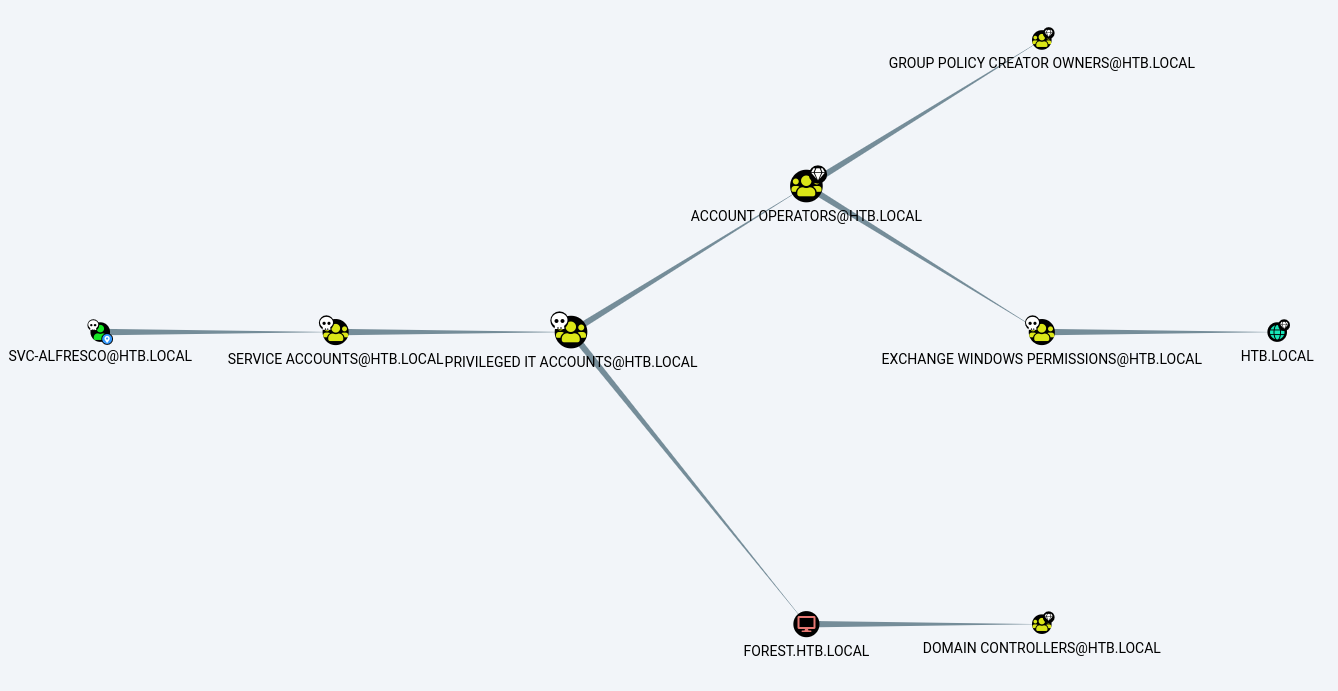 GROUP POLICY CREATOR OWNERS@HTB.LOCAL
ACCOUNT OPERATORS@HTB.LOCAL
SVC-ALFRESCO@HTB.LOCAL
SERVICE ACCOUNTS@HTB.LOCAL
PRIVILEGED IT ACCOUNTS@HTB.LOCAL
EXCHANGE WINDOWS PERMISSIONS@HTB.LOCAL
HTB.LOCAL
FOREST.HTB.LOCAL
DOMAIN CONTROLLERS@HTB.LOCAL